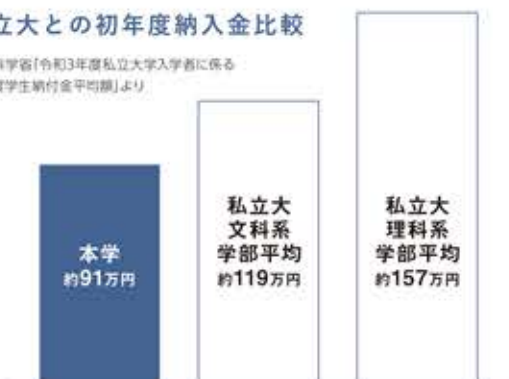 立大との初年度納入金比較
科学省「令和3年度私立大学入学者に係る
学生納付金平均額」より
本学
約91万円
私立大
文科系
学部平均
約119万円
私立大
理科系
学部平均
約157万円